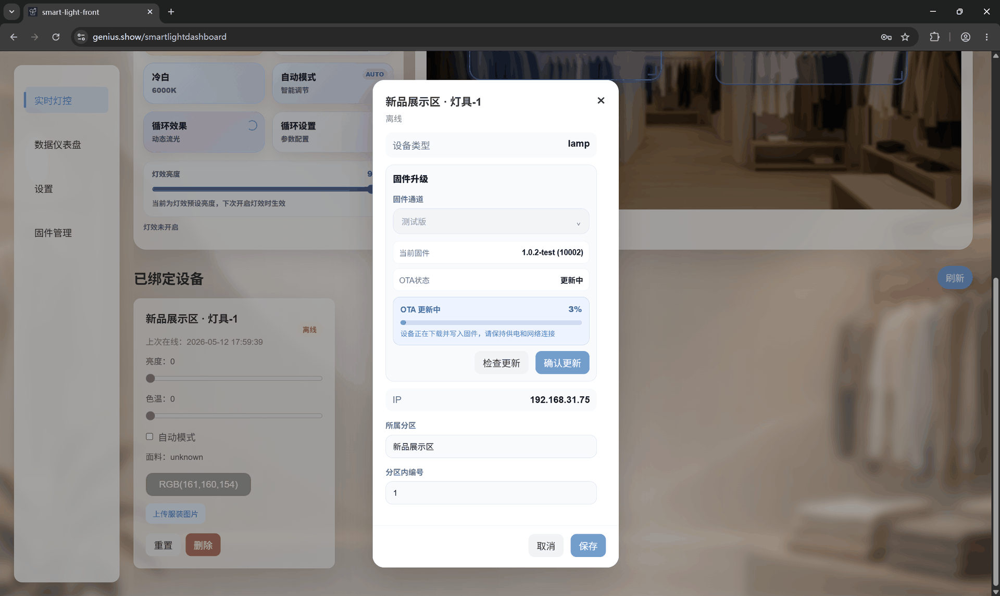 smart-light-front
genius.show/smartlightdashboard
实时灯控
数据仪表盘
设置
固件管理
冷白
6000K
自动模式
AUTO
智能调节
循环效果
动态流光
循环设置
参数配置
灯效亮度
9
当前为灯效预设亮度，下次开启灯效时生效
灯效未开启
已绑定设备
刷新
新品展示区 · 灯具-1
离线
上次在线：2026-05-12 17:59:39
亮度：0
色温：0
自动模式
面料：unknown
RGB(161,160,154)
上传服装图片
重置
删除
新品展示区 · 灯具-1
离线
设备类型
lamp
固件升级
固件通道
测试版
当前固件
1.0.2-test (10002)
OTA状态
更新中
OTA 更新中
3%
设备正在下载并写入固件，请保持供电和网络连接
检查更新
确认更新
IP
192.168.31.75
所属分区
新品展示区
分区内编号
1
取消
保存